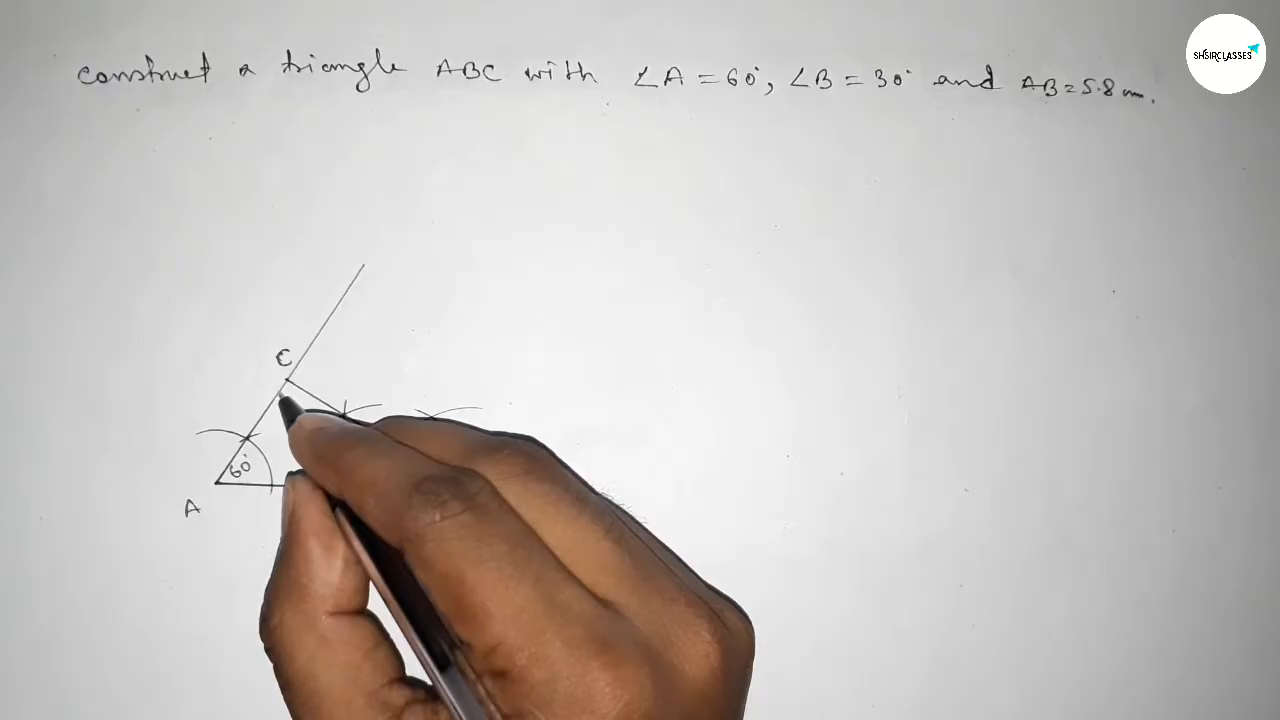 construct a triangle ABC with ∠A = 60°, ∠B = 30° and AB = 5.8 cm.
SHSIRCLASSES
C
60°
A